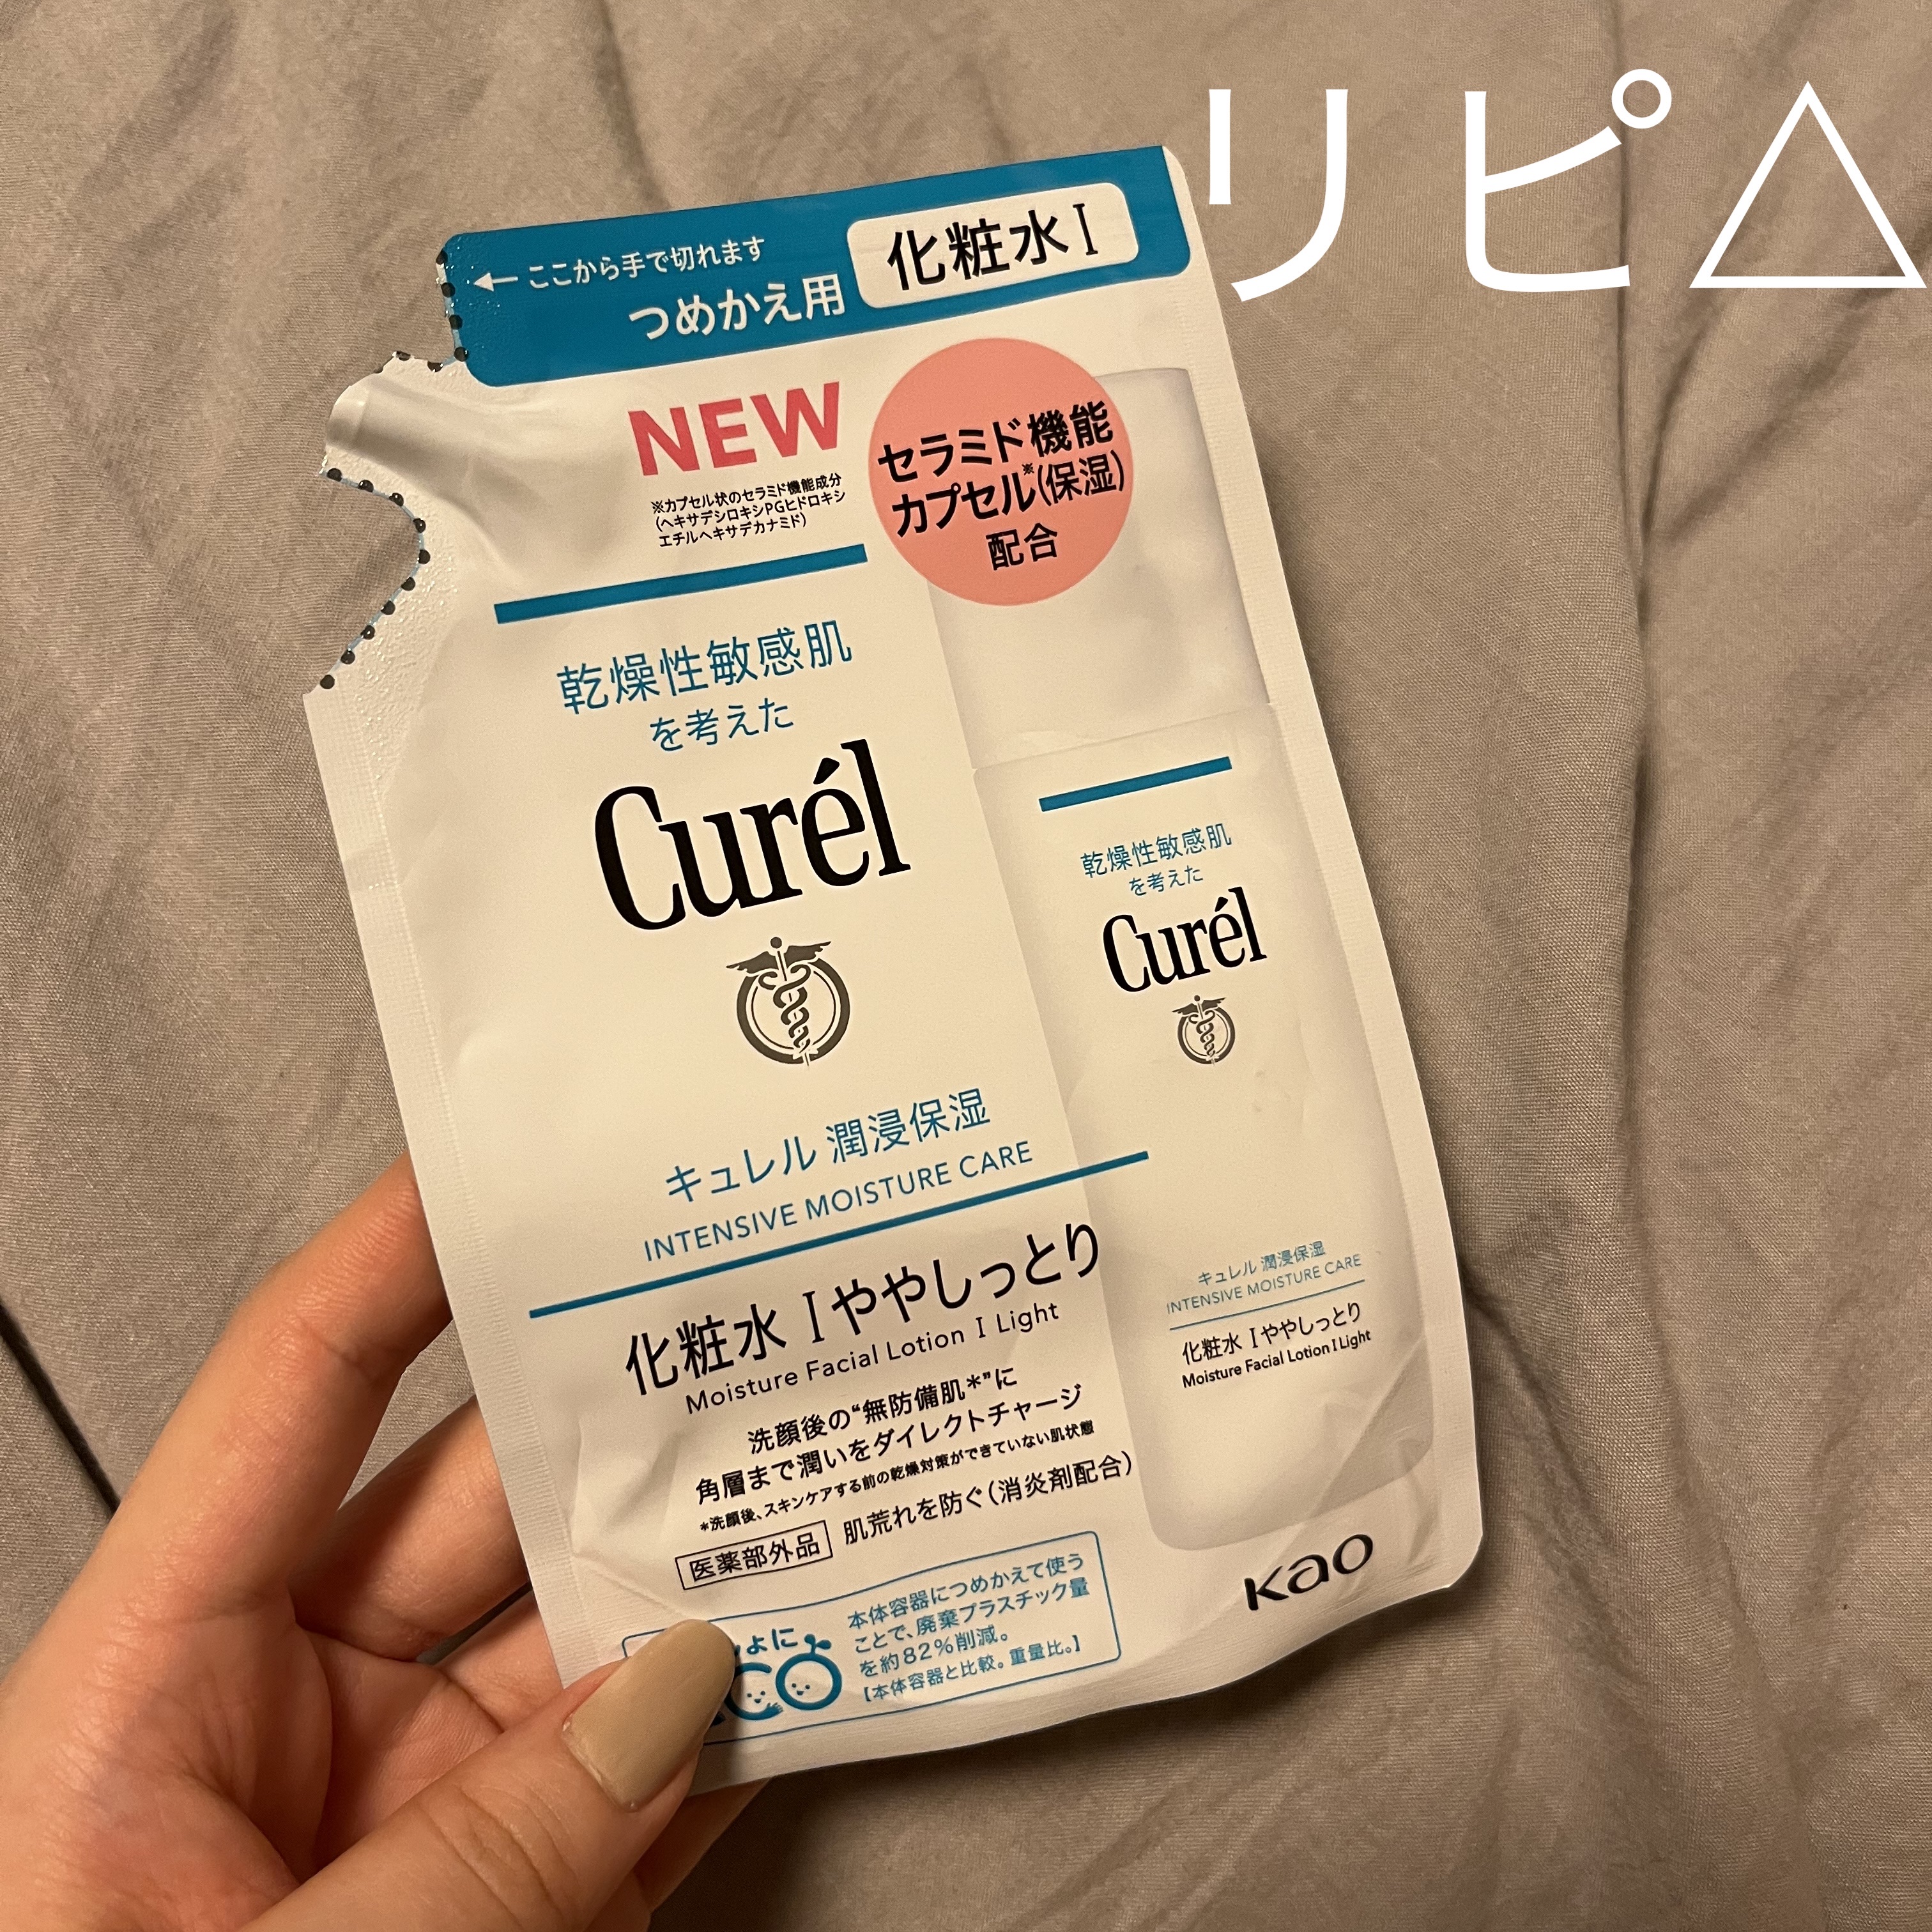 リピ△
←ここから手で切れます
つめかえ用
化粧水Ⅰ
NEW
※カプセル状のセラミド機能成分
(ヘキサデシロキシPGヒドロキシ
エチルヘキサデカナミド)
セラミド機能
カプセル※(保湿)
配合
乾燥性敏感肌
を考えた
Curél
キュレル 潤浸保湿
INTENSIVE MOISTURE CARE
化粧水 Ⅰ ややしっとり
Moisture Facial Lotion Ⅰ Light
洗顔後の“無防備肌*”に
角層まで潤いをダイレクトチャージ
*洗顔後、スキンケアする前の乾燥対策ができていない肌状態
医薬部外品 肌荒れを防ぐ(消炎剤配合)
本体容器につめかえて使う
ことで、廃棄プラスチック量
を約82%削減。
【本体容器と比較。重量比。】
乾燥性敏感肌
を考えた
Curél
キュレル 潤浸保湿
INTENSIVE MOISTURE CARE
化粧水 Ⅰ ややしっとり
Moisture Facial Lotion Ⅰ Light
kao